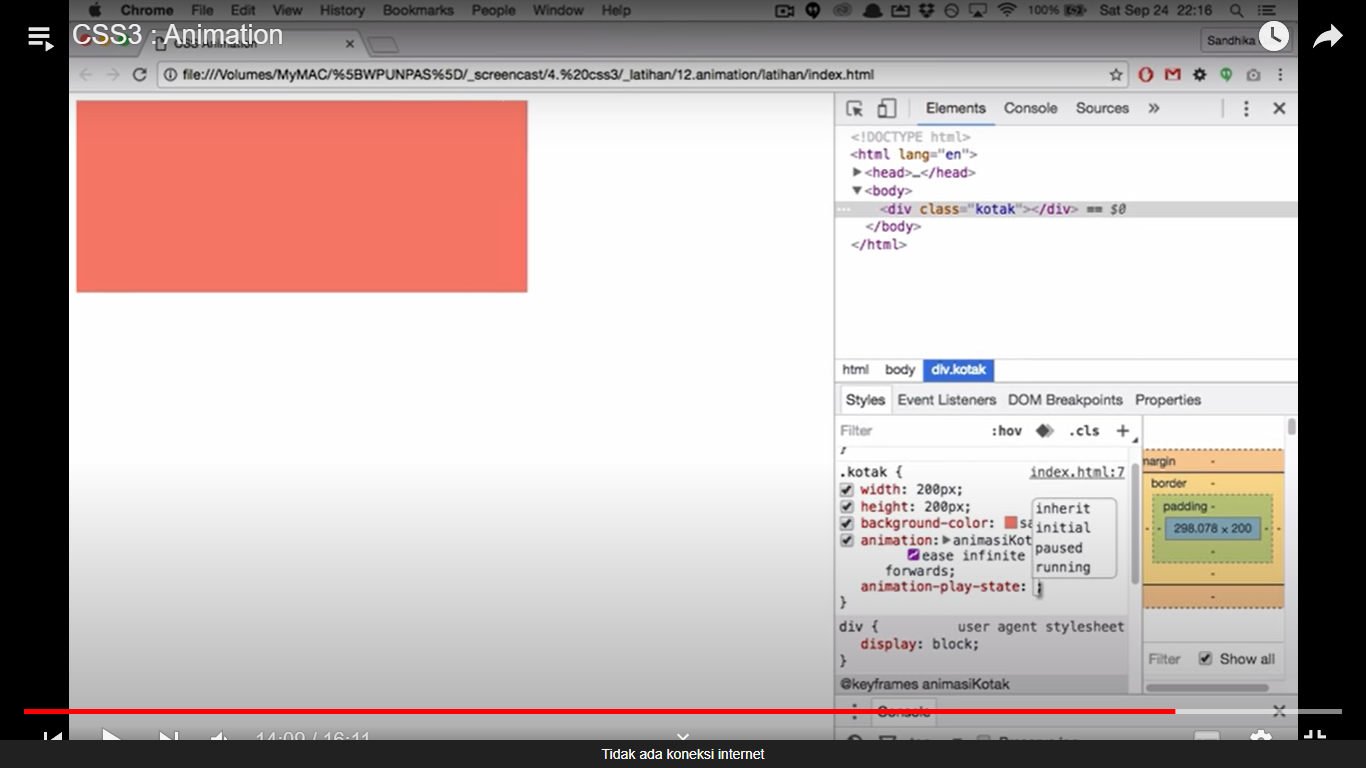 Chrome File Edit View History Bookmarks People Window Help 100% Sat Sep 24 22:16
CSS3 : Animation
Sandhika
file:///Volumes/MyMAC/%5BWPUNPAS%5D/_screencast/4.%20css3/_latihan/12.animation/latihan/index.html
Elements Console Sources »
<!DOCTYPE html>
<html lang="en">
<head>…</head>
<body>
<div class="kotak"></div> == $0
</body>
</html>
html body div.kotak
Styles Event Listeners DOM Breakpoints Properties
Filter :hov .cls +
}
.kotak { index.html:7
width: 200px;
height: 200px;
background-color: sa
animation: animasiKot
ease infinite
forwards;
animation-play-state: ;
}
inherit
initial
paused
running
div { user agent stylesheet
display: block;
}
@keyframes animasiKotak
margin -
border -
padding -
298.078 × 200
Filter Show all
Console
14:09 / 16:11
Tidak ada koneksi internet